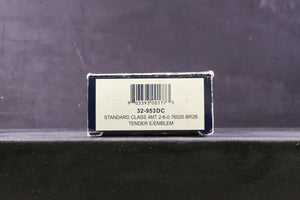 32-953DC
STANDARD CLASS 4MT 2-6-0 76020 BR2B
TENDER E/EMBLEM